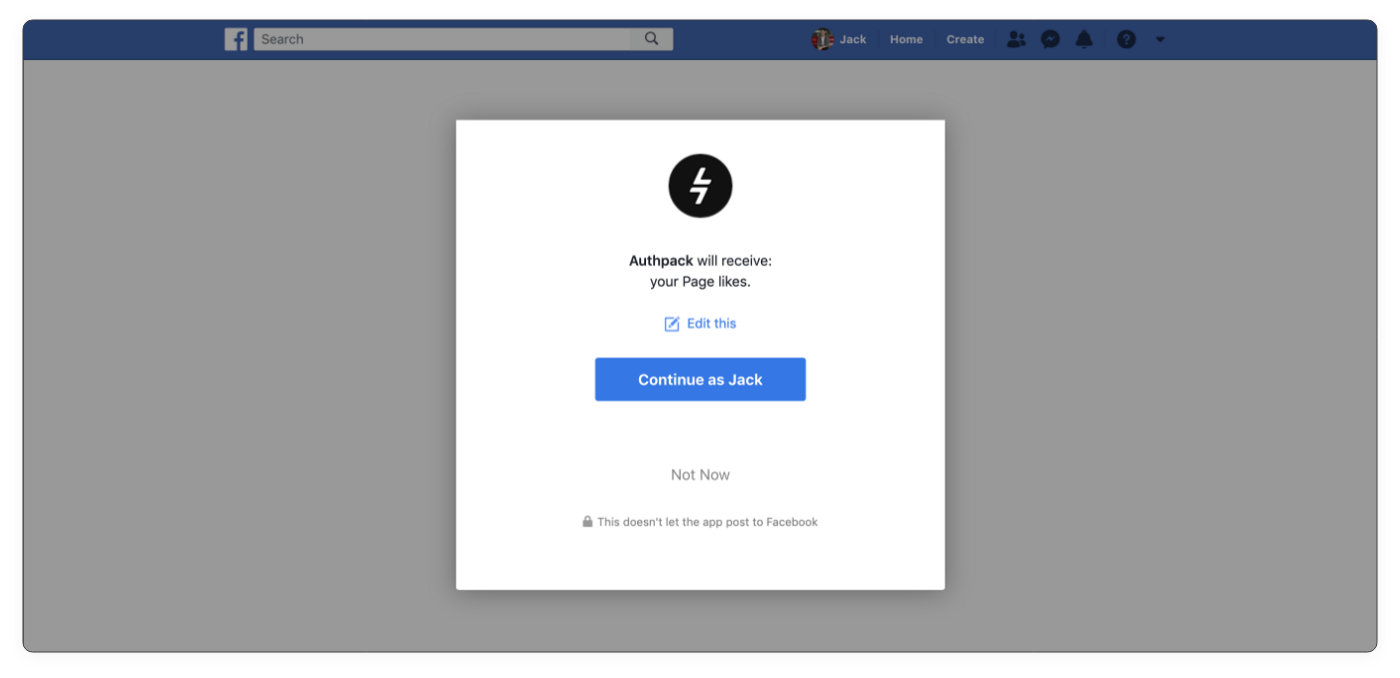 Search
Jack
Home
Create
Authpack will receive:
your Page likes.
Edit this
Continue as Jack
Not Now
This doesn't let the app post to Facebook